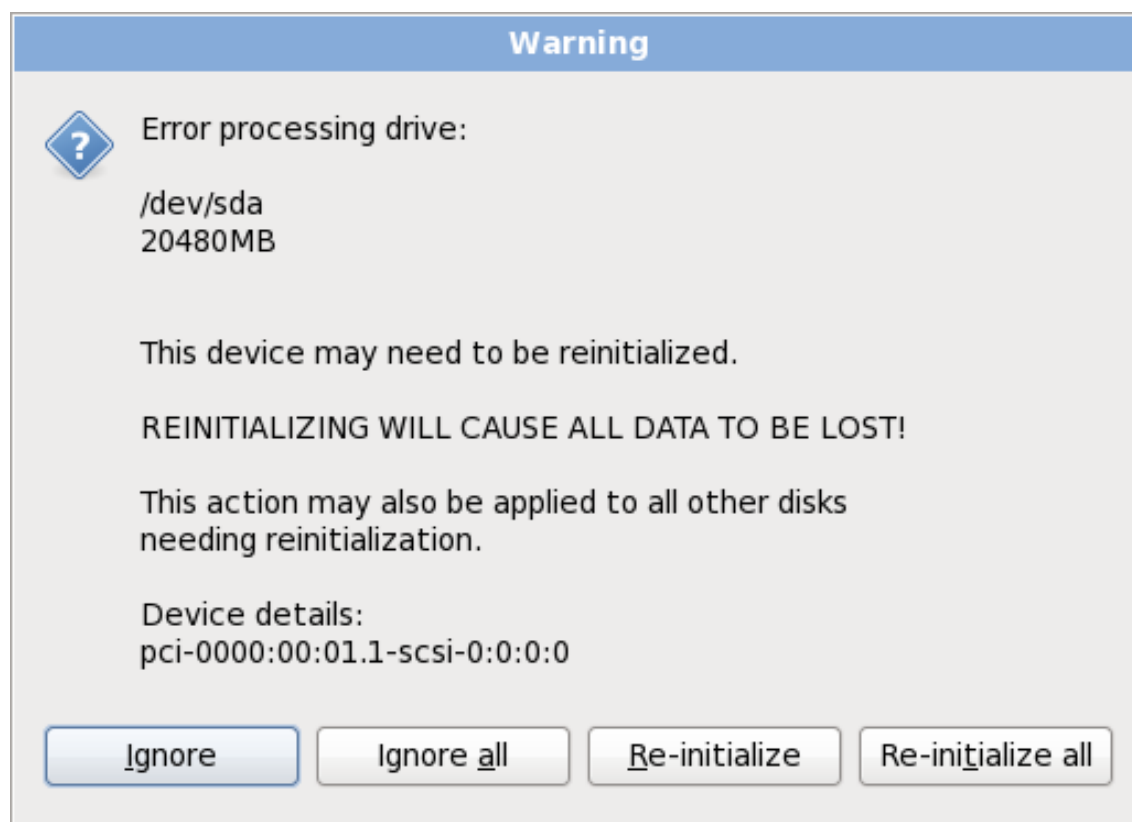 Warning
?
Error processing drive:
/dev/sda
20480MB
This device may need to be reinitialized.
REINITIALIZING WILL CAUSE ALL DATA TO BE LOST!
This action may also be applied to all other disks
needing reinitialization.
Device details:
pci-0000:00:01.1-scsi-0:0:0:0
Ignore
Ignore all
Re-initialize
Re-initialize all